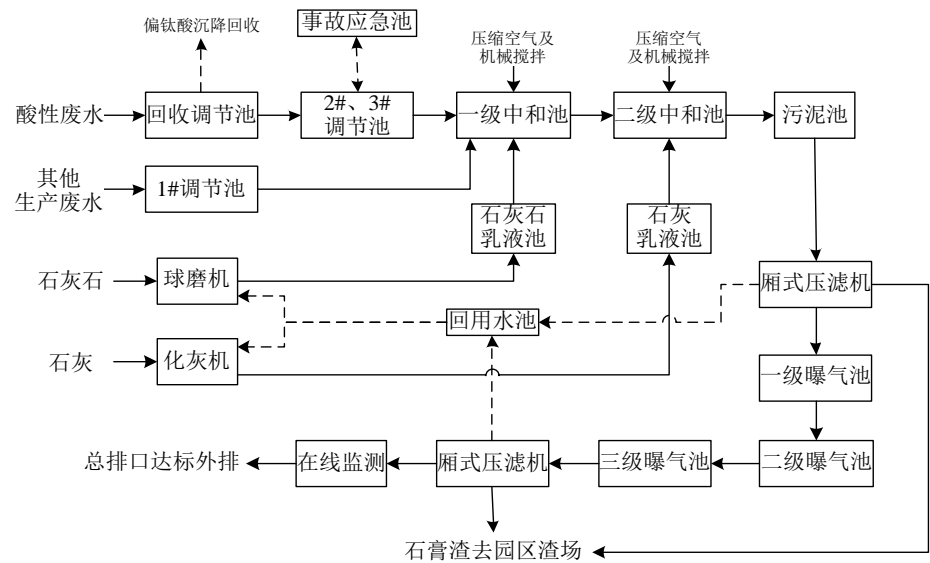 偏钛酸沉降回收
事故应急池
压缩空气及
机械搅拌
压缩空气
及机械搅拌
酸性废水
回收调节池
2#、3#
调节池
一级中和池
二级中和池
污泥池
其他
生产废水
1#调节池
石灰石
乳液池
石灰
乳液池
石灰石
球磨机
厢式压滤机
回用水池
石灰
化灰机
一级曝气池
总排口达标外排
在线监测
厢式压滤机
三级曝气池
二级曝气池
石膏渣去园区渣场